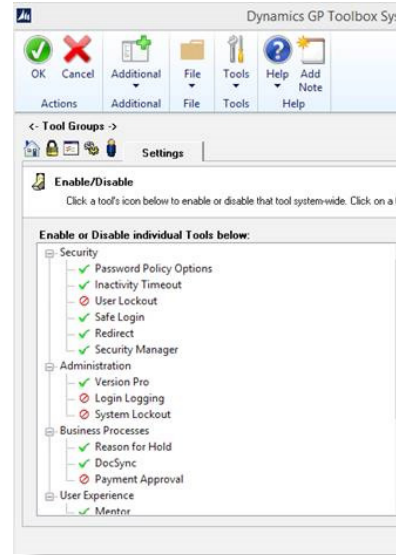 Dynamics GP Toolbox Sys
OK Cancel Additional File Tools Help Add Note
Actions Additional File Tools Help
<- Tool Groups ->
Settings
Enable/Disable
Click a tool's icon below to enable or disable that tool system-wide. Click on a
Enable or Disable individual Tools below:
Security
Password Policy Options
Inactivity Timeout
User Lockout
Safe Login
Redirect
Security Manager
Administration
Version Pro
Login Logging
System Lockout
Business Processes
Reason for Hold
DocSync
Payment Approval
User Experience
Mentor